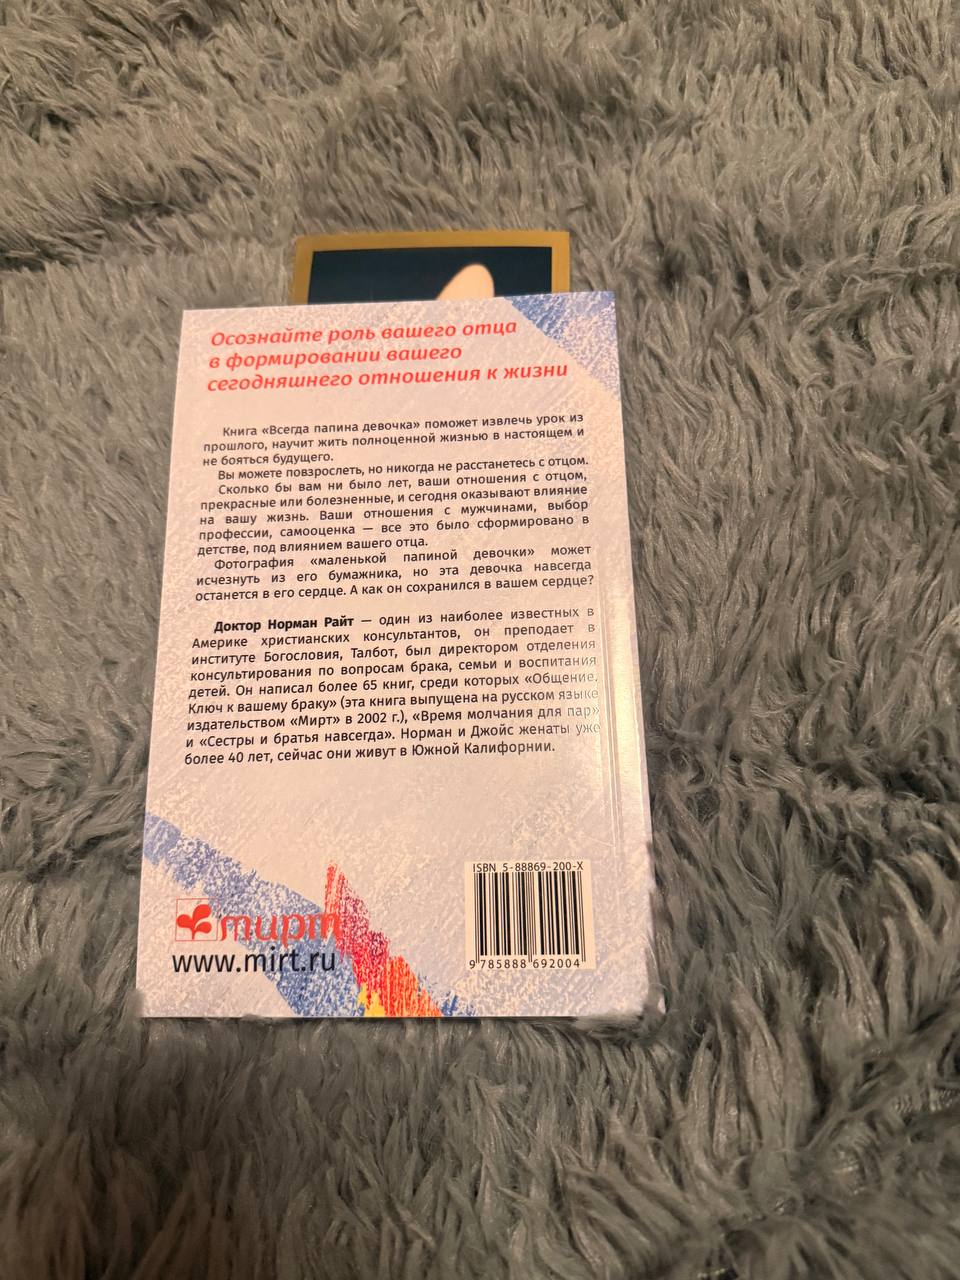 Осознайте роль вашего отца
в формировании вашего
сегодняшнего отношения к жизни
Книга «Всегда папина девочка» поможет извлечь урок из
прошлого, научит жить полноценной жизнью в настоящем и
не бояться будущего.
Вы можете повзрослеть, но никогда не расстанетесь с отцом.
Сколько бы вам ни было лет, ваши отношения с отцом,
прекрасные или болезненные, и сегодня оказывают влияние
на вашу жизнь. Ваши отношения с мужчинами, выбор
профессии, самооценка — все это было сформировано в
детстве, под влиянием вашего отца.
Фотография «маленькой папиной девочки» может
исчезнуть из его бумажника, но эта девочка навсегда
останется в его сердце. А как он сохранился в вашем сердце?
Доктор Норман Райт — один из наиболее известных в
Америке христианских консультантов, он преподает в
институте Богословия, Талбот, был директором отделения
консультирования по вопросам брака, семьи и воспитания
детей. Он написал более 65 книг, среди которых «Общение.
Ключ к вашему браку» (эта книга выпущена на русском языке
издательством «Мирт» в 2002 г.), «Время молчания для пар»
и «Сестры и братья навсегда». Норман и Джойс женаты уже
более 40 лет, сейчас они живут в Южной Калифорнии.
ISBN 5-88869-200-X
9 785888 692004
мирт
www.mirt.ru